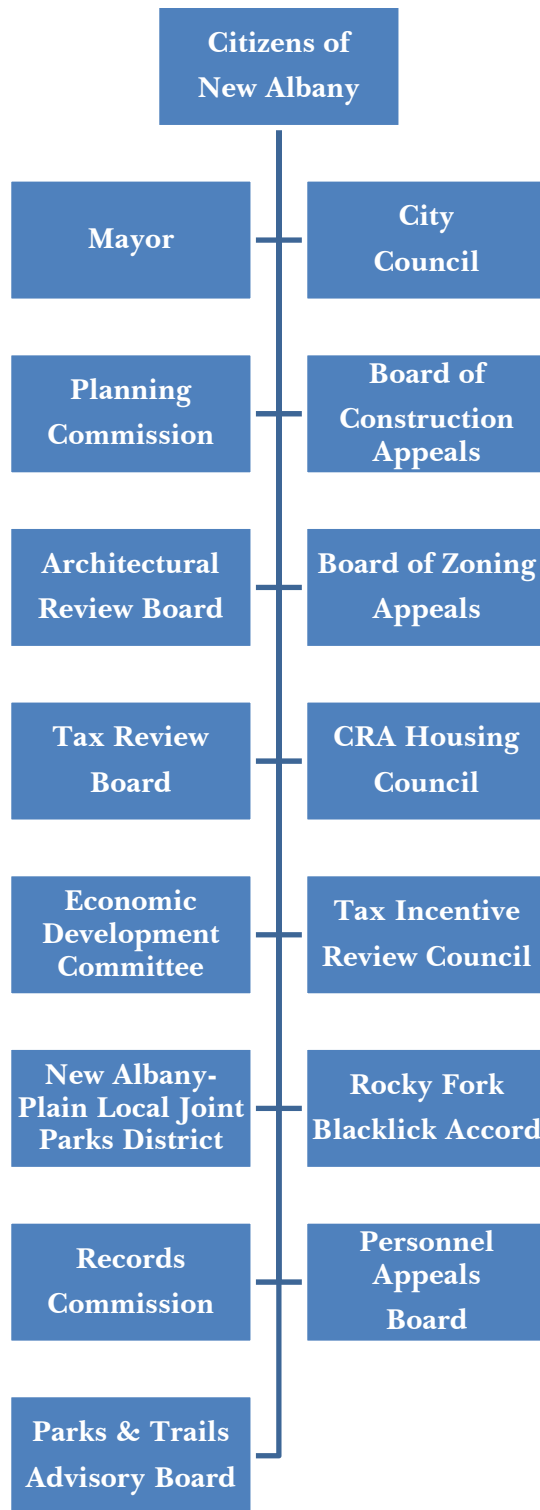 Citizens of
New Albany
Mayor
City
Council
Planning
Commission
Board of
Construction
Appeals
Architectural
Review Board
Board of Zoning
Appeals
Tax Review
Board
CRA Housing
Council
Economic
Development
Committee
Tax Incentive
Review Council
New Albany-
Plain Local Joint
Parks District
Rocky Fork
Blacklick Accord
Records
Commission
Personnel
Appeals
Board
Parks & Trails
Advisory Board